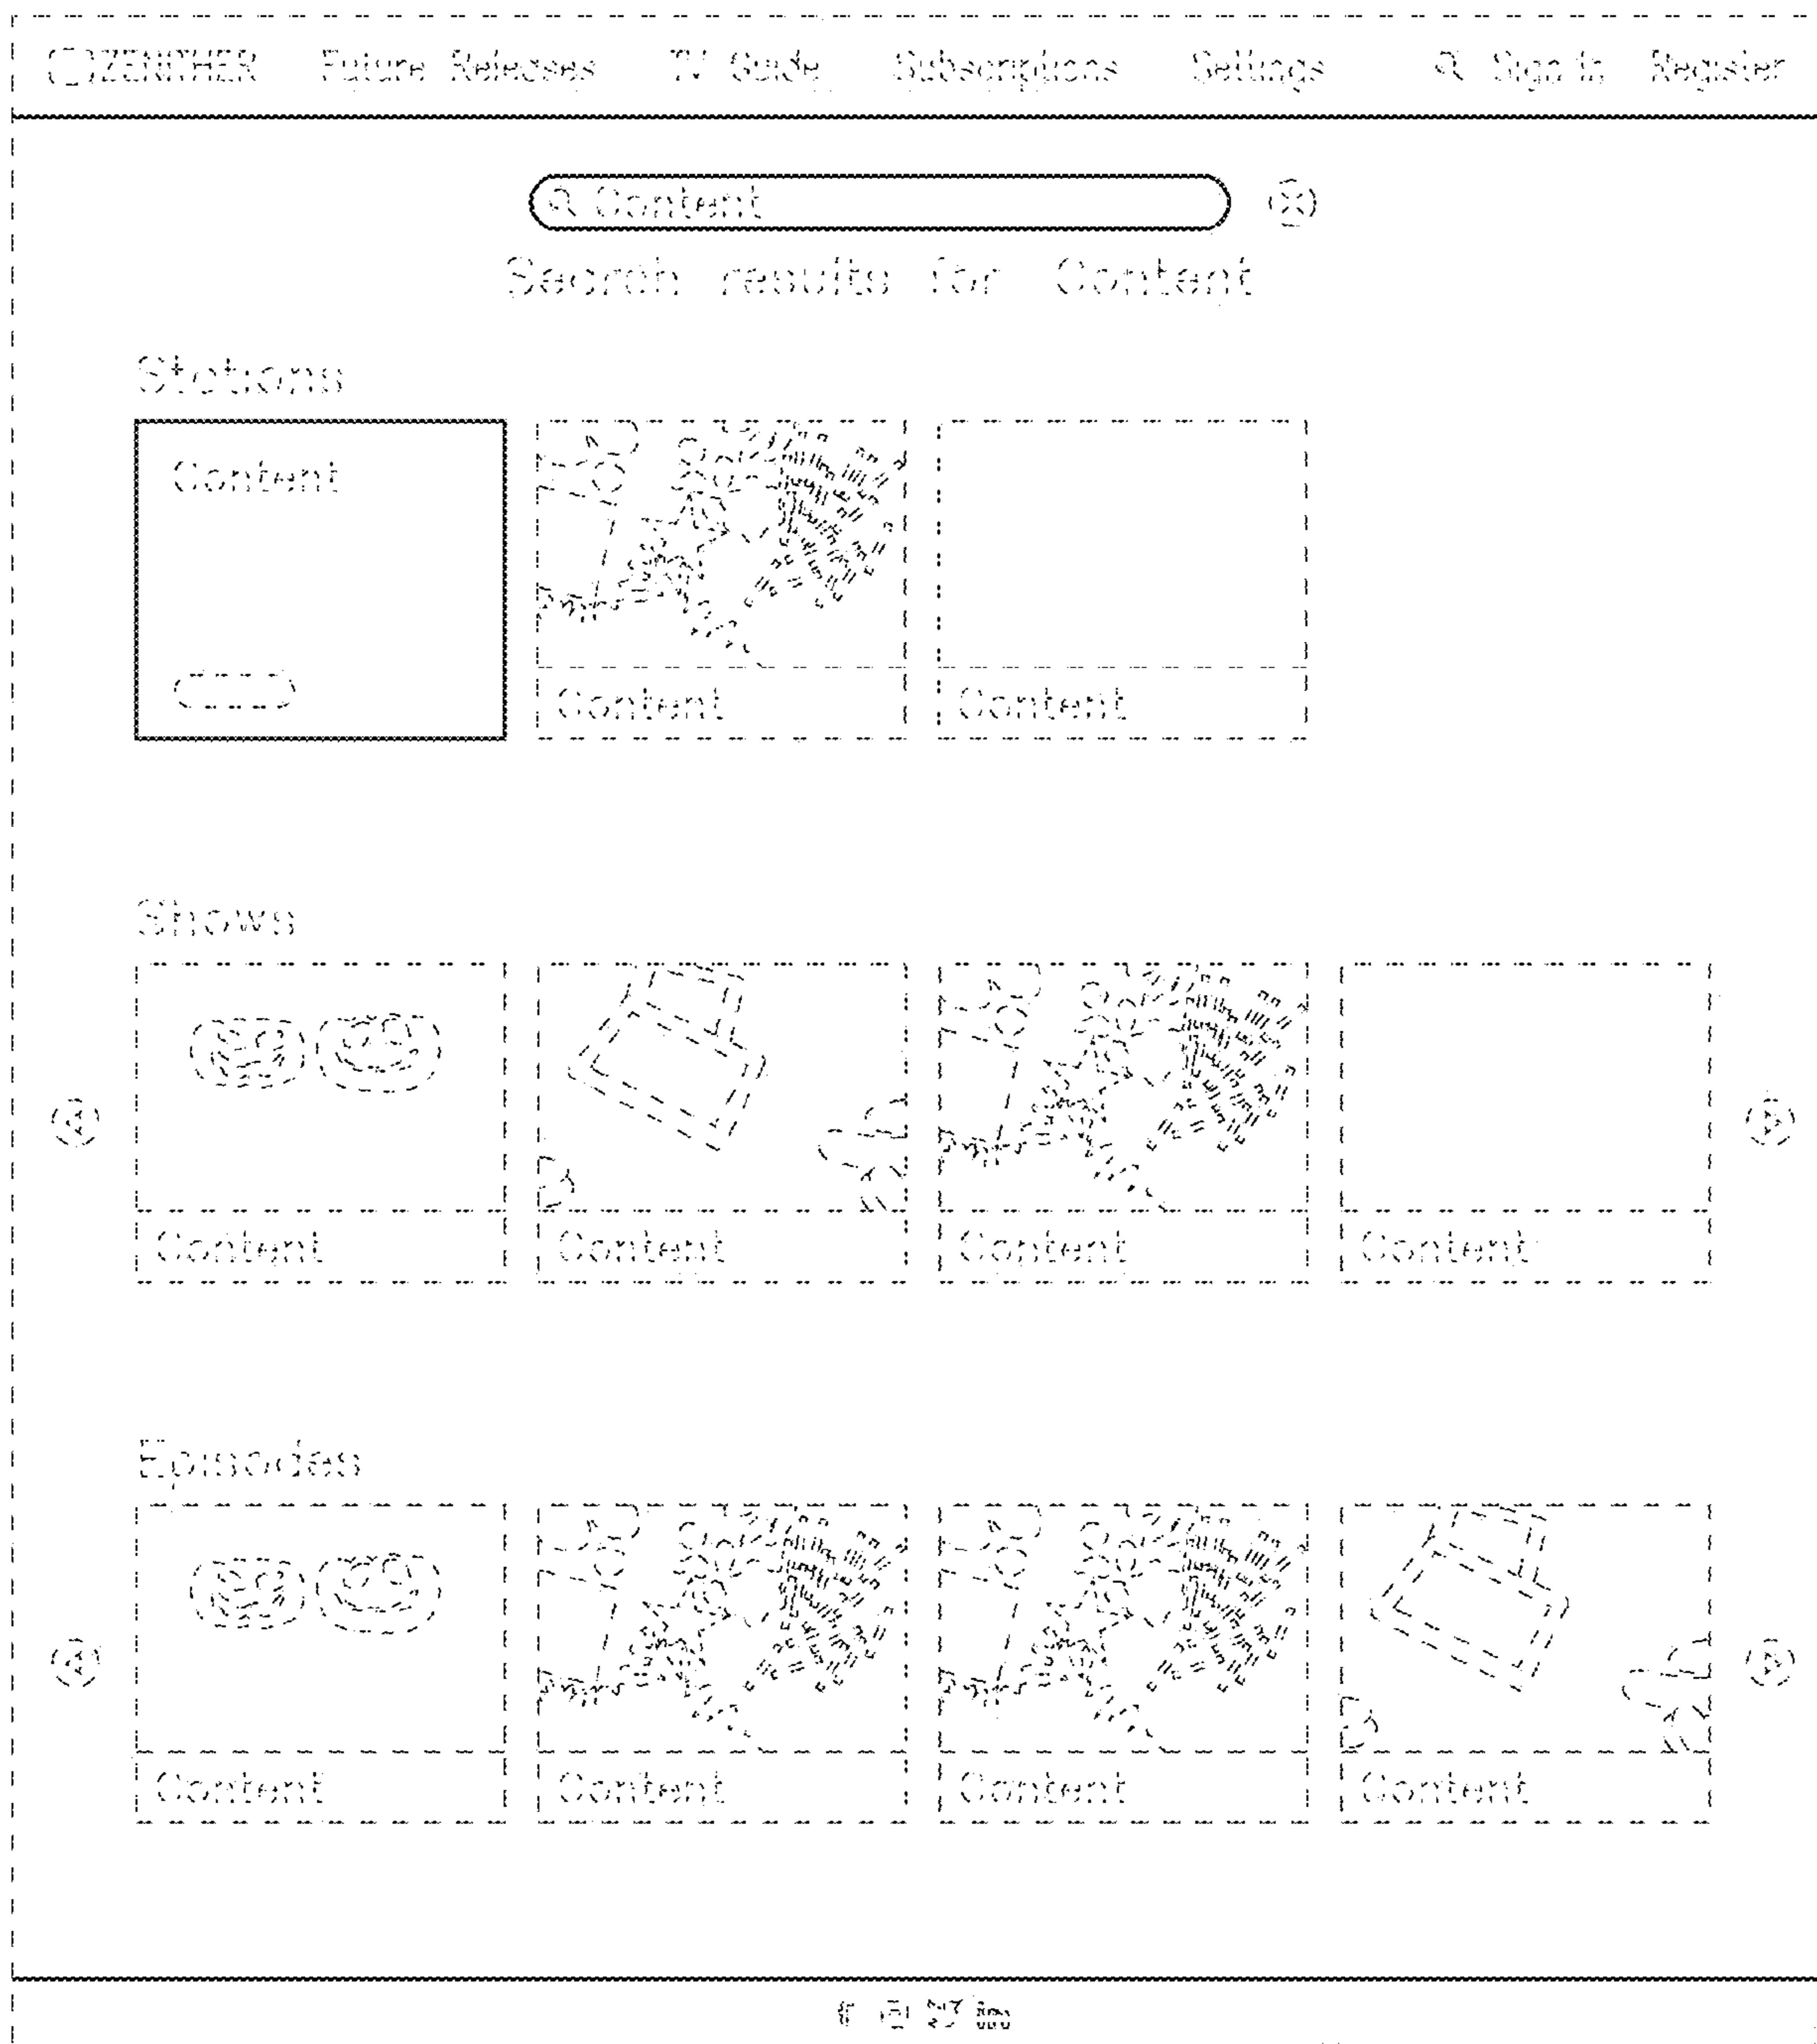 ZENITHER Future Releases TV Guide Subscriptions Settings Sign In Register
Content
Search results for Content
Stations
Content
Content Content
Shows
Content Content Content Content
Episodes
Content Content Content Content
f in